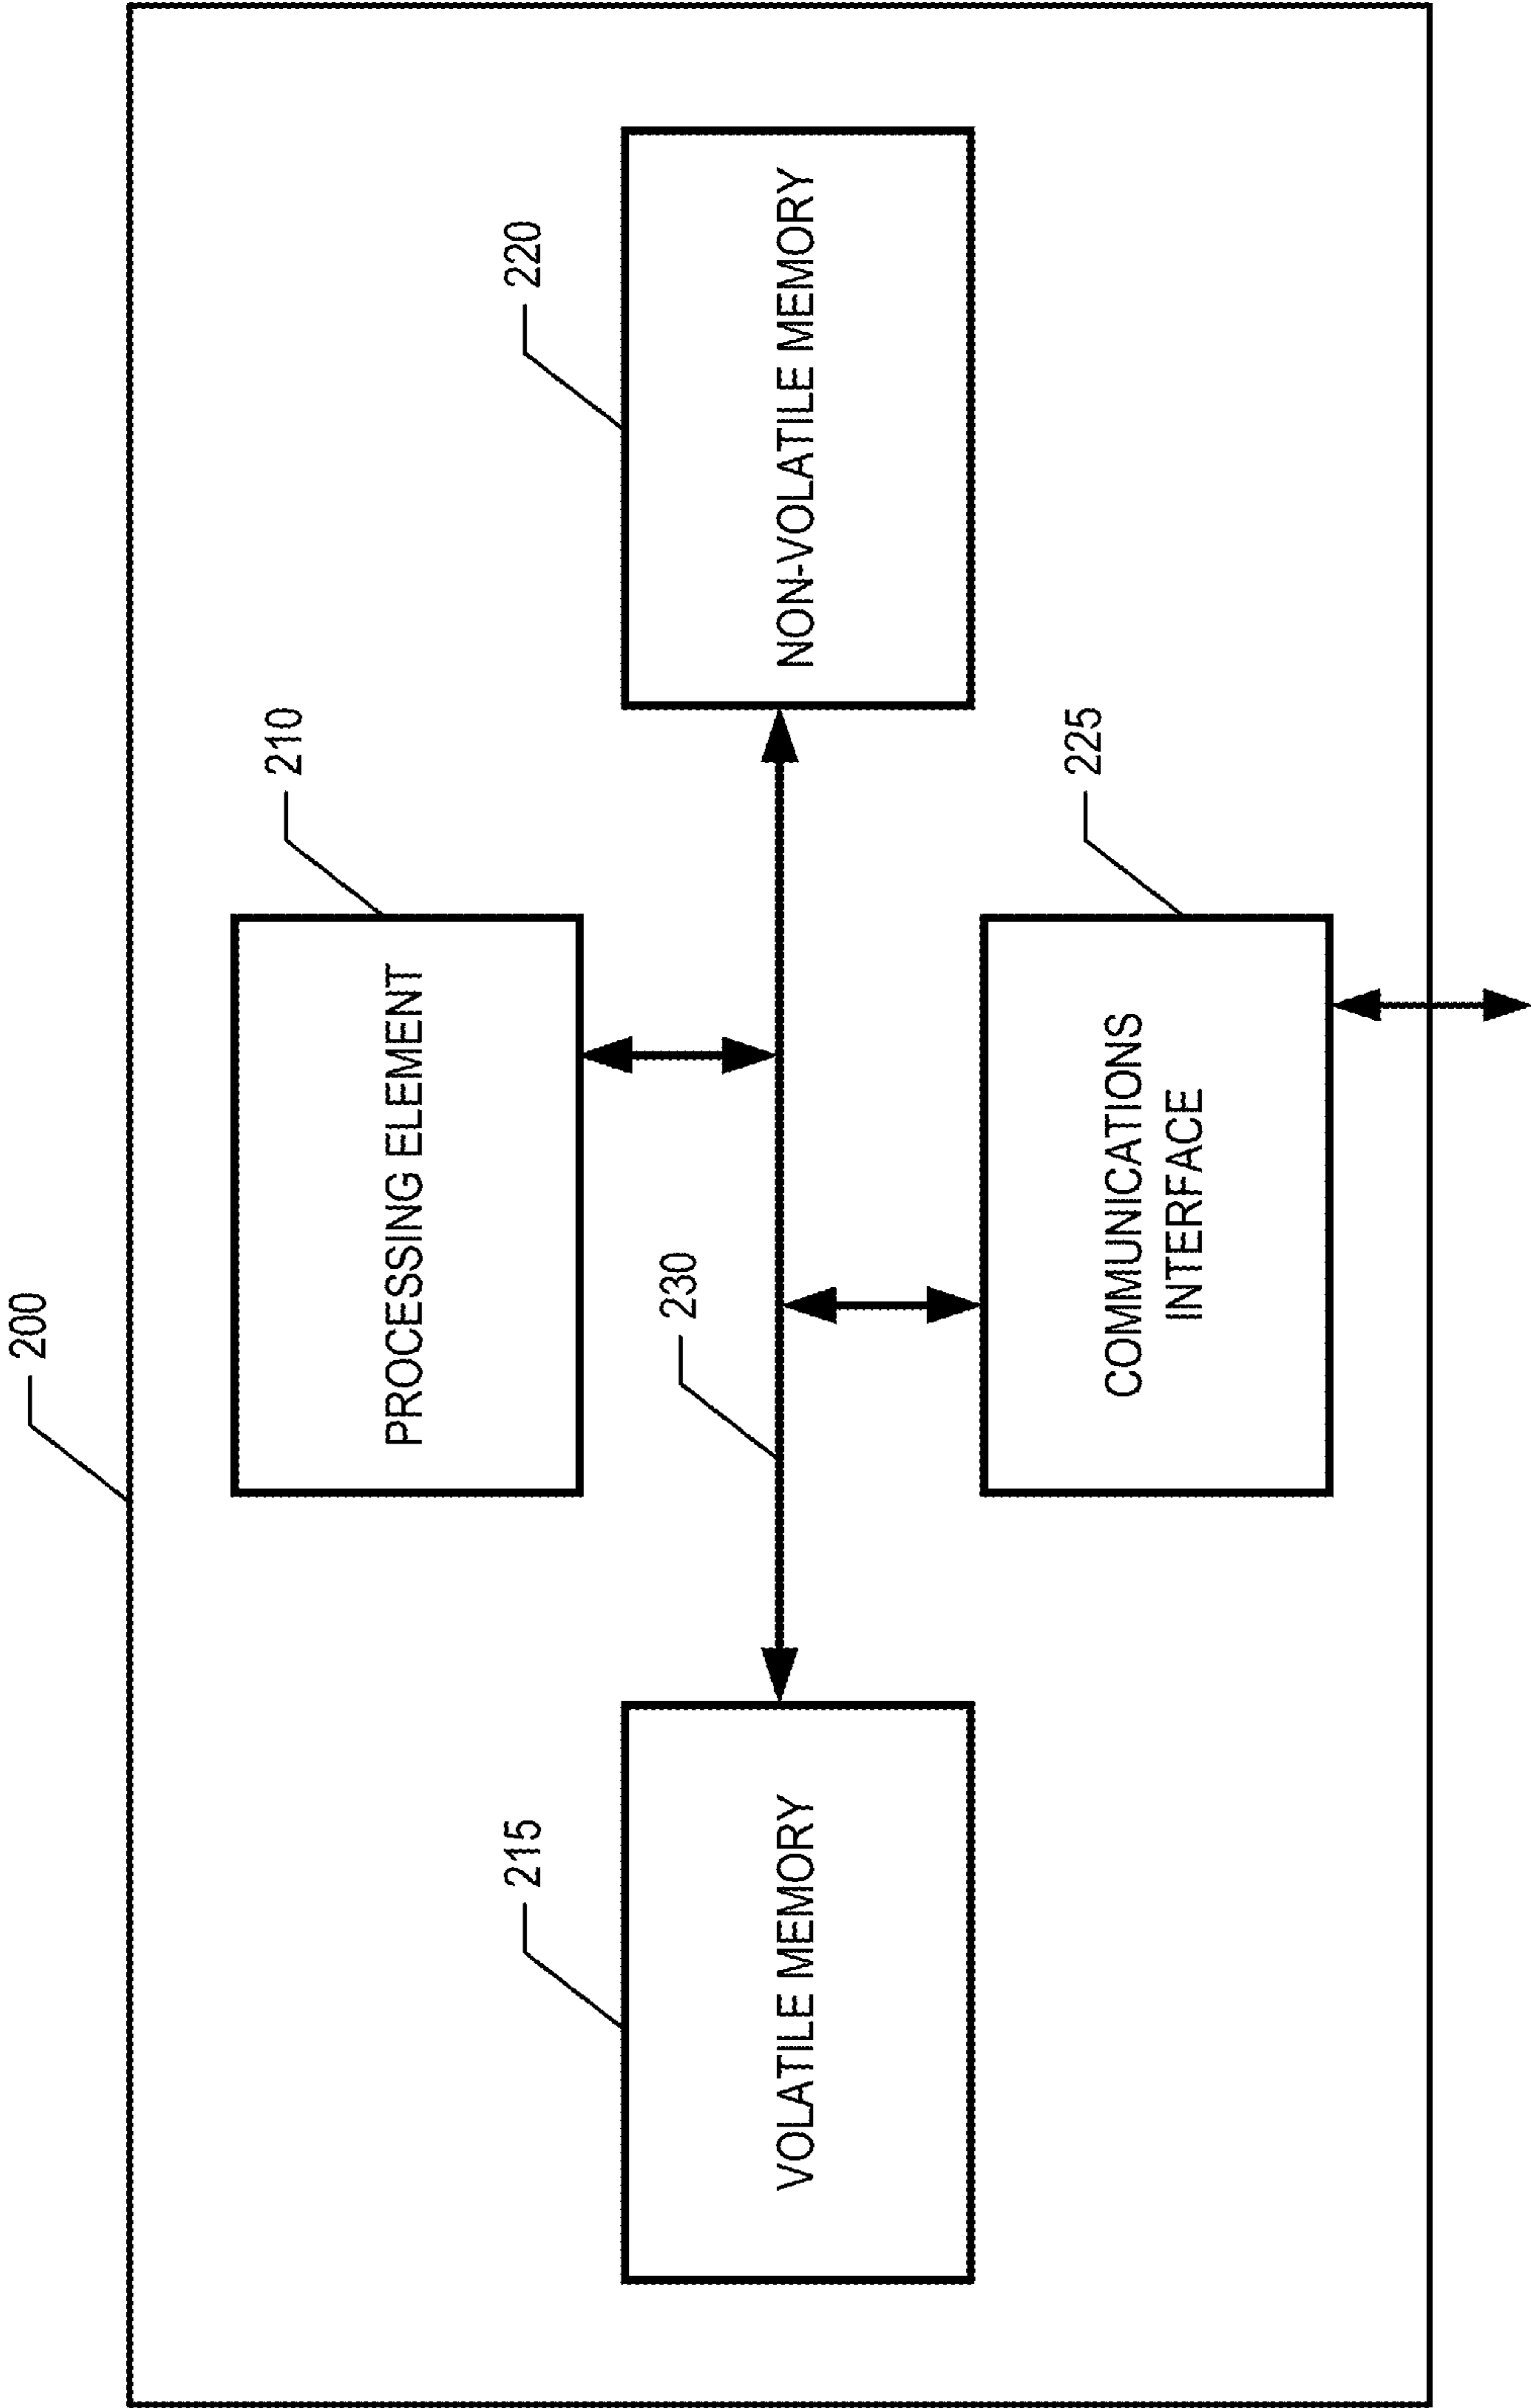 200
210
PROCESSING ELEMENT
215
VOLATILE MEMORY
230
220
NON-VOLATILE MEMORY
225
COMMUNICATIONS
INTERFACE